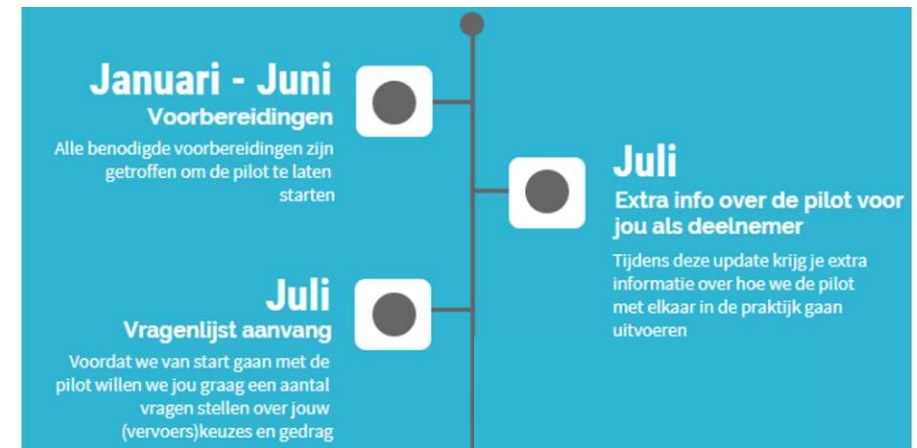 Januari - Juni
Voorbereidingen
Alle benodigde voorbereidingen zijn
getroffen om de pilot te laten
starten
Juli
Extra info over de pilot voor
jou als deelnemer
Tijdens deze update krijg je extra
informatie over hoe we de pilot
met elkaar in de praktijk gaan
uitvoeren
Juli
Vragenlijst aanvang
Voordat we van start gaan met de
pilot willen we jou graag een aantal
vragen stellen over jouw
(vervoers)keuzes en gedrag